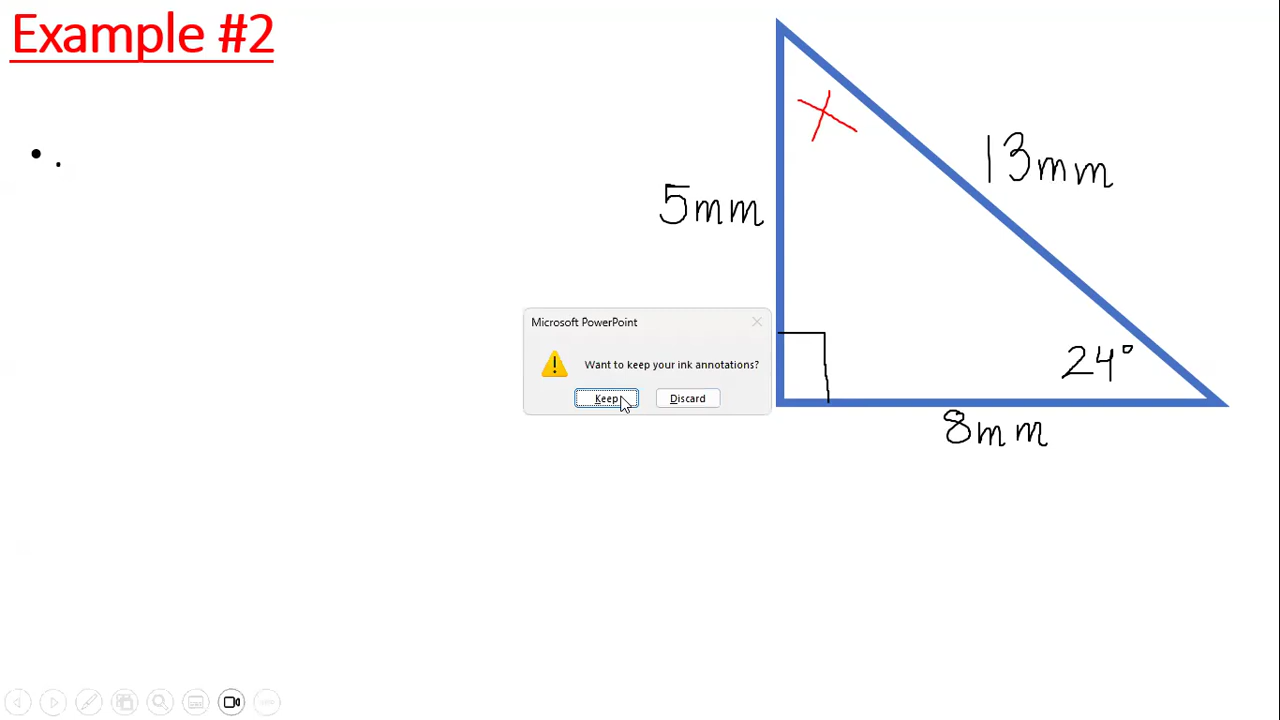 Example #2
• .
X
13mm
5mm
24°
8mm
Microsoft PowerPoint
Want to keep your ink annotations?
Keep
Discard